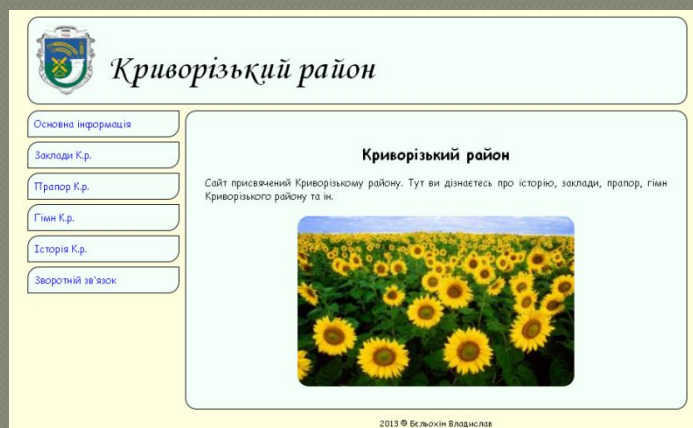 Криворізький район
Основна інформація
Заклади К.р.
Прапор К.р.
Гімн К.р.
Історія К.р.
Зворотній зв'язок
Криворізький район
Сайт присвячений Криворізькому району. Тут ви дізнаєтесь про історію, заклади, прапор, гімн
Криворізького району та ін.
2013 © Бєльохін Владислав